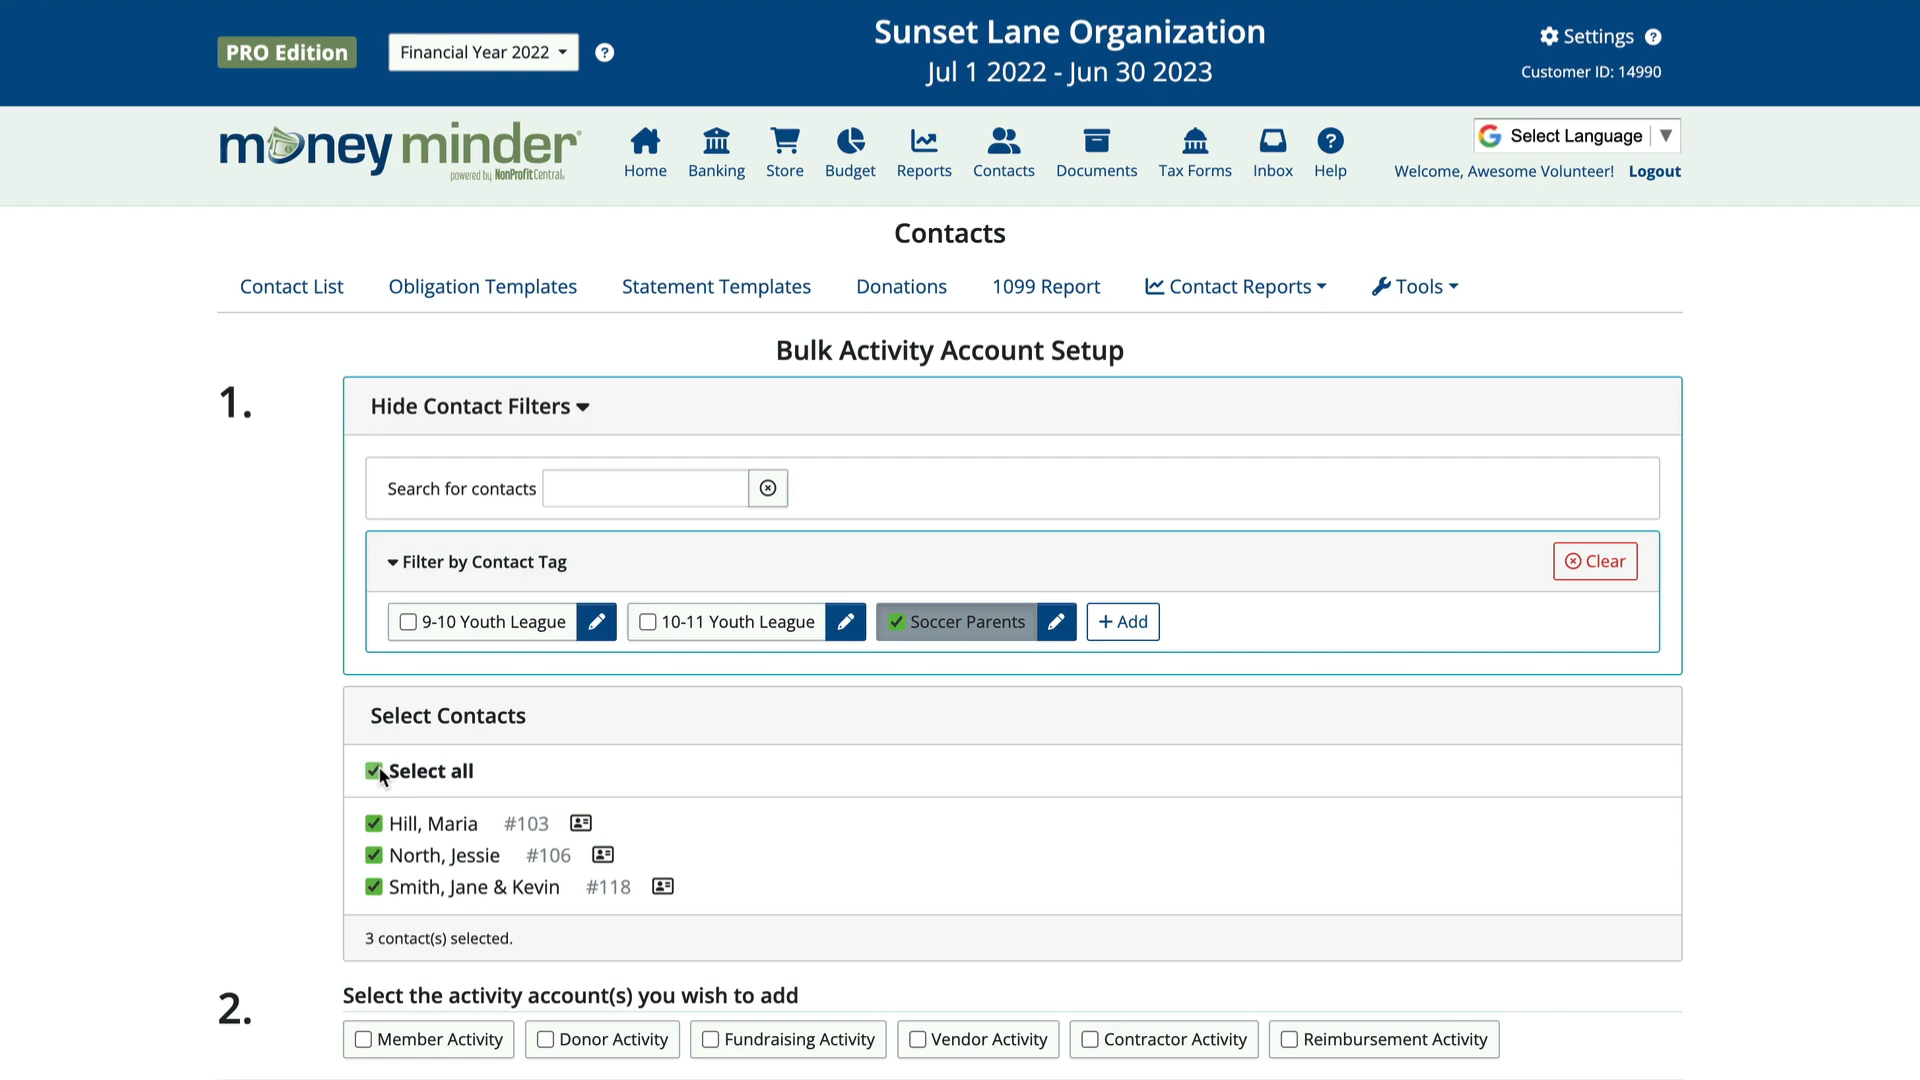 PRO Edition
Financial Year 2022
Sunset Lane Organization
Jul 1 2022 - Jun 30 2023
Settings
Customer ID: 14990
money minder
powered by NonProfitCentral.
Home
Banking
Store
Budget
Reports
Contacts
Documents
Tax Forms
Inbox
Help
Select Language
Welcome, Awesome Volunteer! Logout
Contacts
Contact List
Obligation Templates
Statement Templates
Donations
1099 Report
Contact Reports
Tools
Bulk Activity Account Setup
1.
Hide Contact Filters
Search for contacts
Filter by Contact Tag
Clear
9-10 Youth League
10-11 Youth League
Soccer Parents
+ Add
Select Contacts
Select all
Hill, Maria #103
North, Jessie #106
Smith, Jane & Kevin #118
3 contact(s) selected.
2.
Select the activity account(s) you wish to add
Member Activity
Donor Activity
Fundraising Activity
Vendor Activity
Contractor Activity
Reimbursement Activity